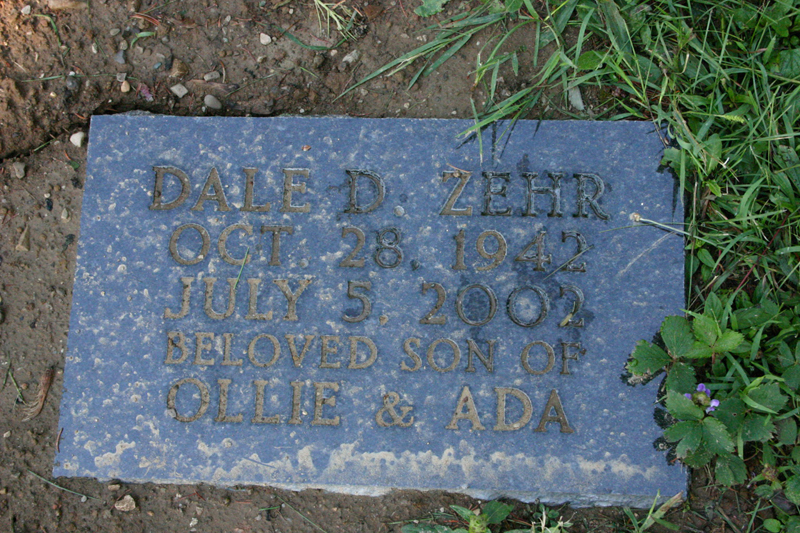 DALE D. ZEHR
OCT. 28. 1942
JULY 5, 2002
BELOVED SON OF
OLLIE & ADA